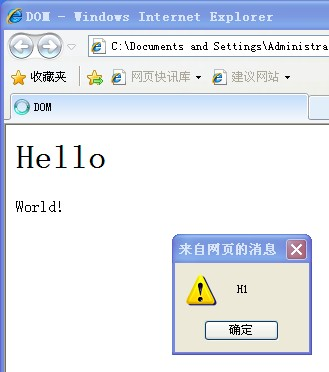 DOM - Windows Internet Explorer
C:\Documents and Settings\Administra
收藏夹 网页快讯库 建议网站
DOM
Hello
World!
来自网页的消息
H1
确定